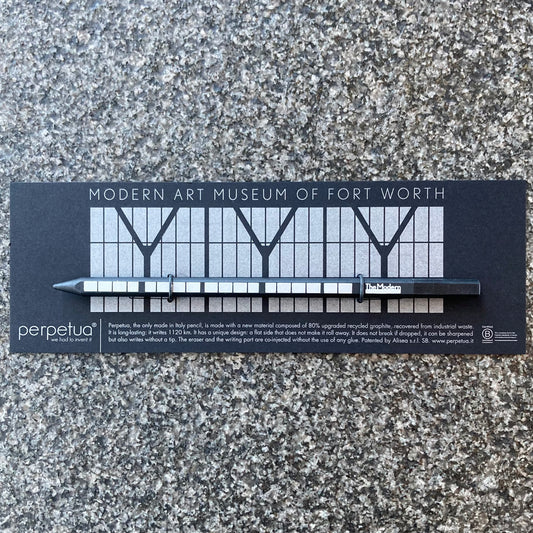 MODERN ART MUSEUM OF FORT WORTH
The Modern
perpetua®
we had to invent it
Perpetua, the only made in Italy pencil, is made with a new material composed of 80% upgraded recycled graphite, recovered from industrial waste.
It is long-lasting; it writes 1120 km. It has a unique design: a flat side that does not make it roll away. It does not break if dropped, it can be sharpened
but also writes without a tip. The eraser and the writing part are co-injected without the use of any glue. Patented by Alisea s.r.l. SB. www.perpetua.it
B